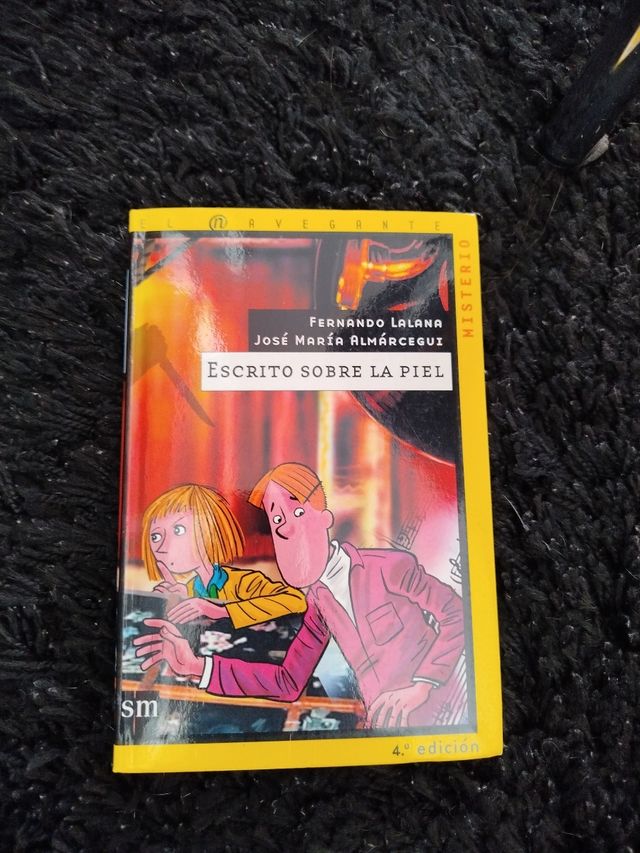 EL NAVEGANTE
MISTERIO
FERNANDO LALANA
JOSÉ MARÍA ALMÁRCEGUI
ESCRITO SOBRE LA PIEL
sm
4.º edición